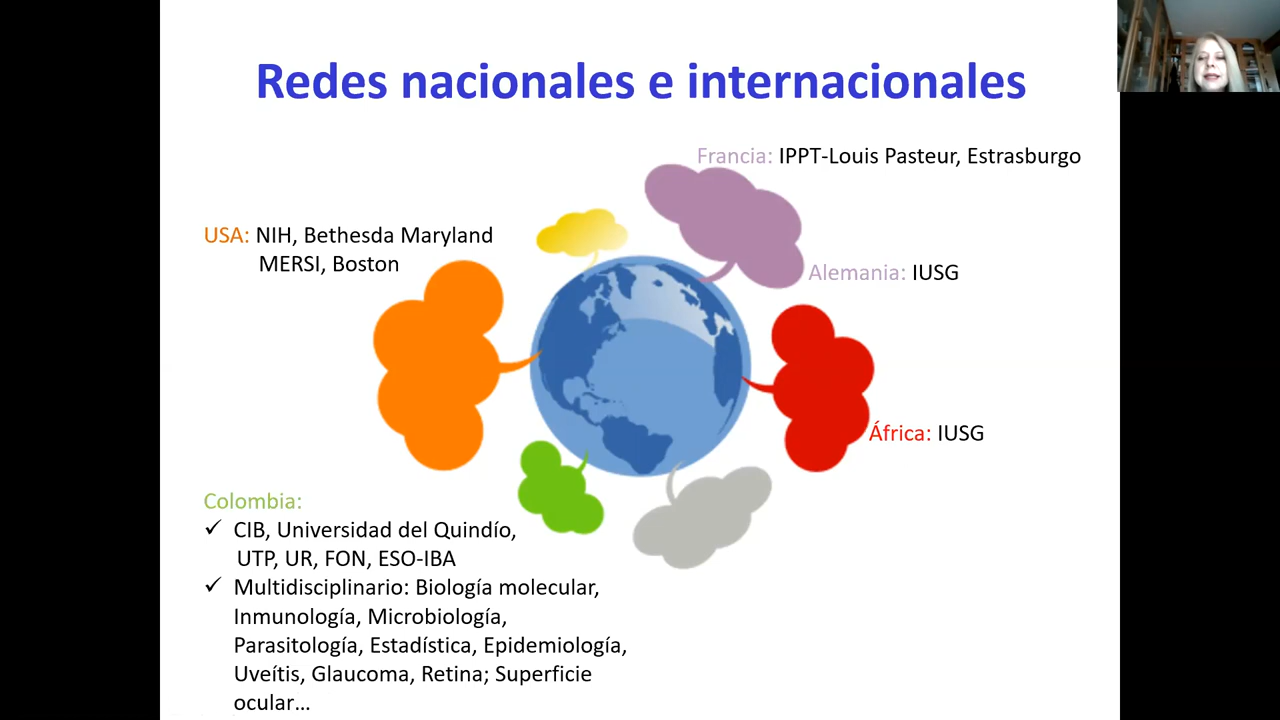 Redes nacionales e internacionales
Francia: IPPT-Louis Pasteur, Estrasburgo
USA: NIH, Bethesda Maryland
MERSI, Boston
Alemania: IUSG
África: IUSG
Colombia:
✓ CIB, Universidad del Quindío,
UTP, UR, FON, ESO-IBA
✓ Multidisciplinario: Biología molecular,
Inmunología, Microbiología,
Parasitología, Estadística, Epidemiología,
Uveítis, Glaucoma, Retina; Superficie
ocular...